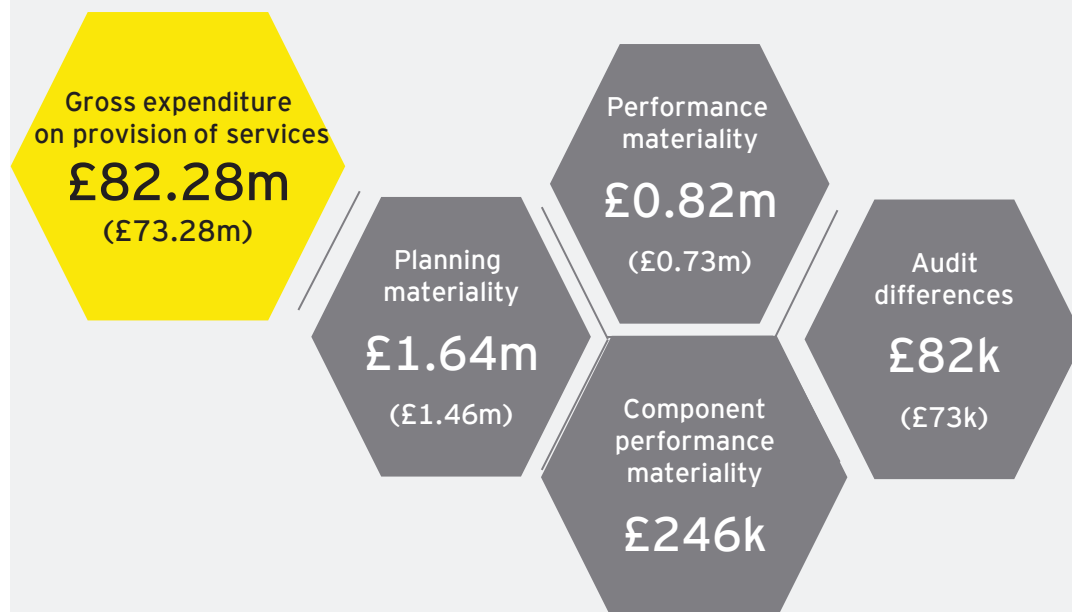 Gross expenditure
on provision of services
£82.28m
(£73.28m)
Planning
materiality
£1.64m
(£1.46m)
Performance
materiality
£0.82m
(£0.73m)
Component
performance
materiality
£246k
Audit
differences
£82k
(£73k)